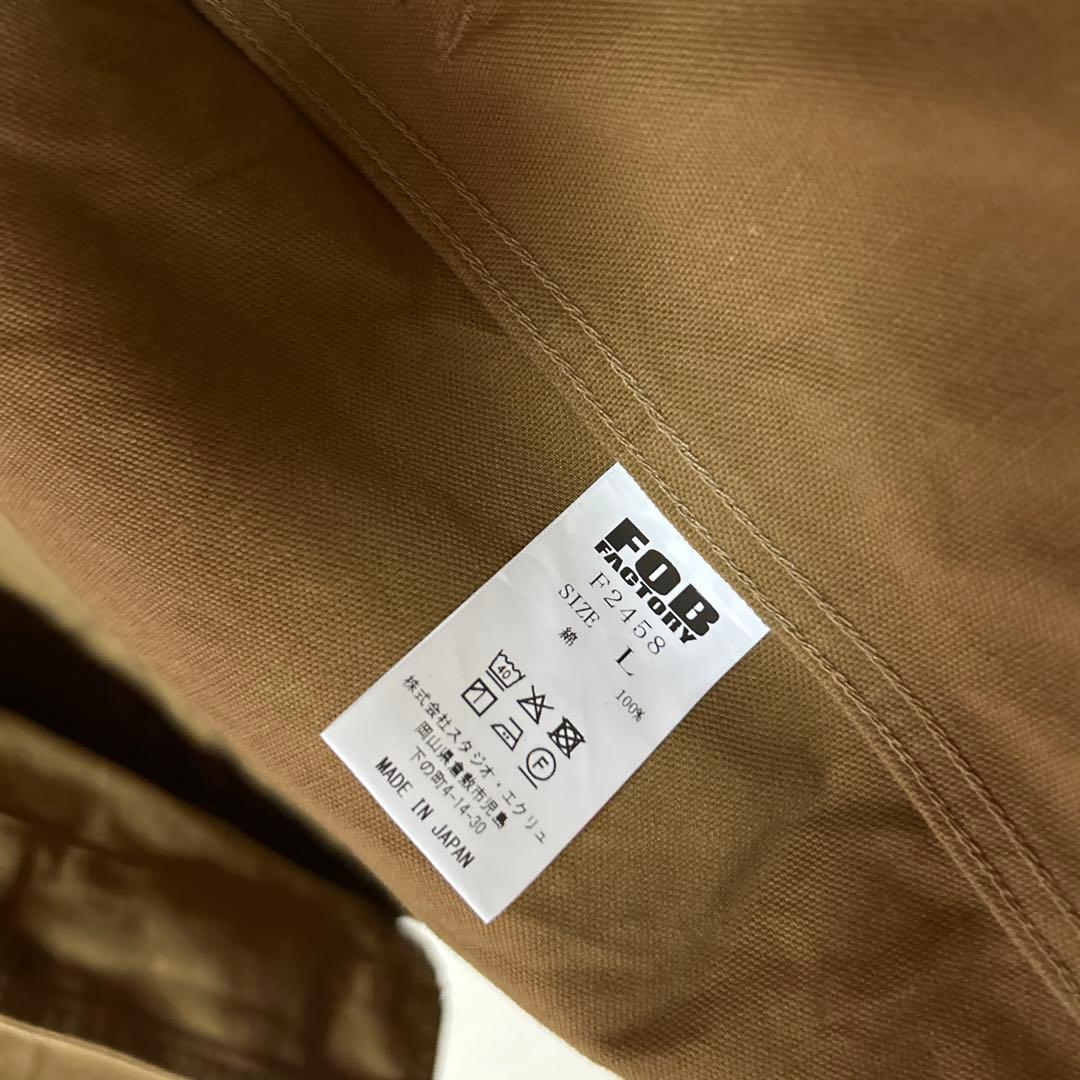 FOB
FACTORY
F2458
SIZE L
綿 100%
40
F
株式会社スタジオ・エクリュ
岡山県倉敷市児島
下の町4-14-30
MADE IN JAPAN